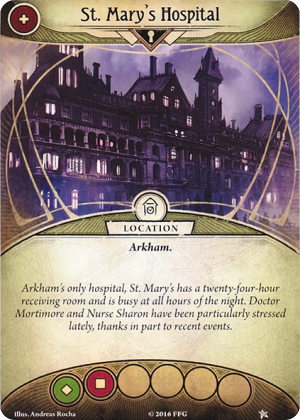 St. Mary's Hospital
LOCATION
Arkham.
Arkham's only hospital, St. Mary's has a twenty-four-hour
receiving room and is busy at all hours of the night. Doctor
Mortimore and Nurse Sharon have been particularly stressed
lately, thanks in part to recent events.
Illus. Andreas Rocha
© 2016 FFG